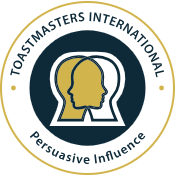 TOASTMASTERS INTERNATIONAL
Persuasive Influence